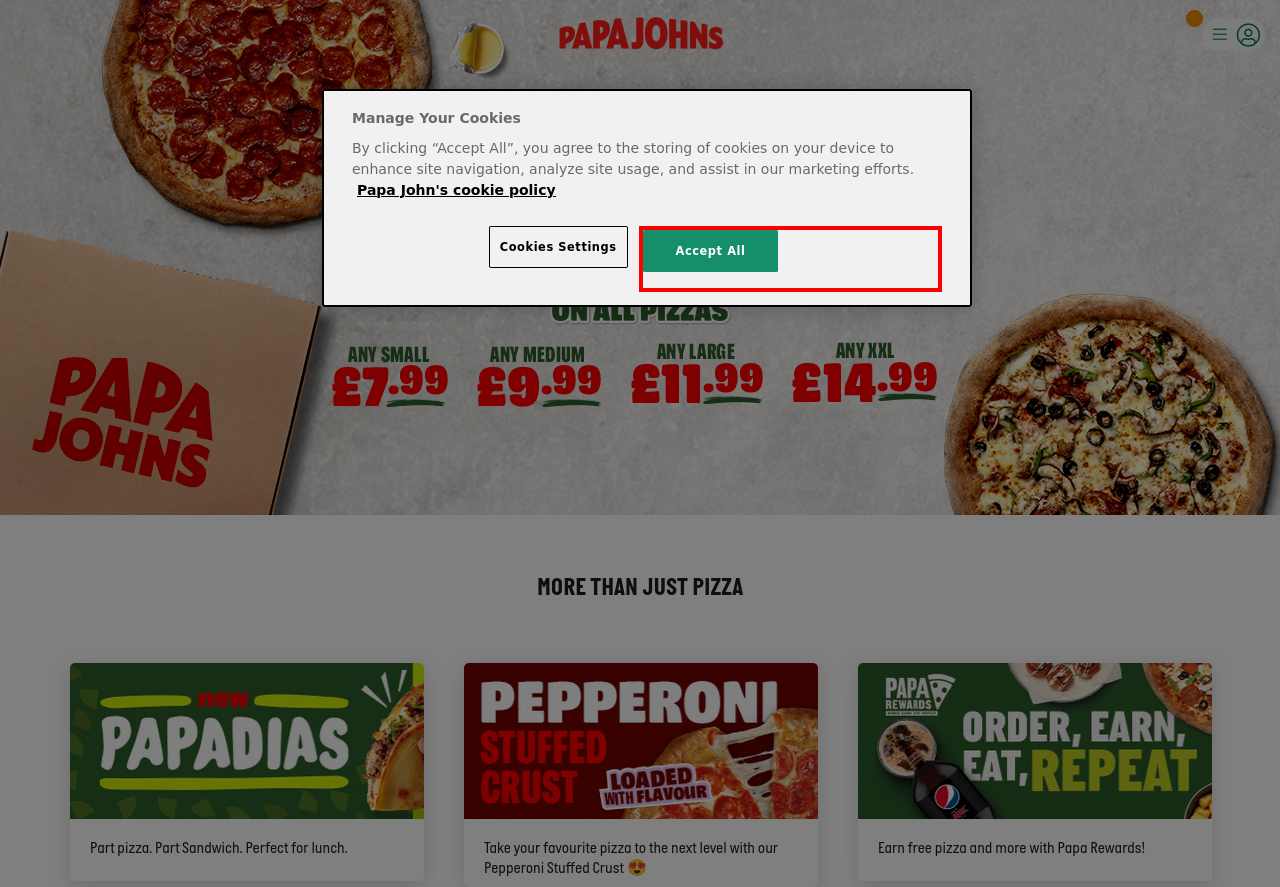 PAPA JOHNS
Manage Your Cookies
By clicking “Accept All”, you agree to the storing of cookies on your device to
enhance site navigation, analyze site usage, and assist in our marketing efforts.
Papa John's cookie policy
Cookies Settings
Accept All
ON ALL PIZZAS
ANY SMALL
£7.99
ANY MEDIUM
£9.99
ANY LARGE
£11.99
ANY XXL
£14.99
PAPA
JOHNS
MORE THAN JUST PIZZA
new
PAPADIAS
Part pizza. Part Sandwich. Perfect for lunch.
PEPPERONI
STUFFED
CRUST
LOADED
WITH FLAVOUR
Take your favourite pizza to the next level with our
Pepperoni Stuffed Crust 😍
PAPA
REWARDS
ORDER, EARN,
EAT, REPEAT
Earn free pizza and more with Papa Rewards!